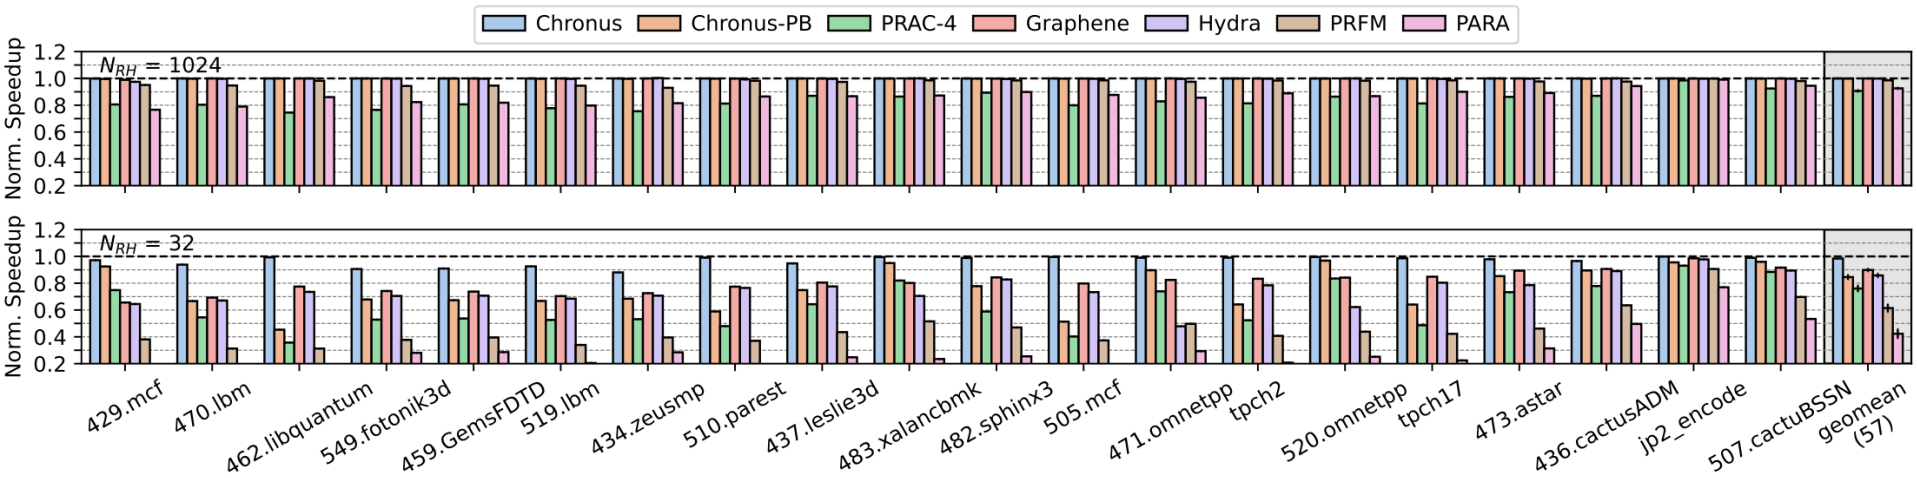 Chronus Chronus-PB PRAC-4 Graphene Hydra PRFM PARA
Norm. Speedup
1.2
1.0
0.8
0.6
0.4
0.2
N_RH = 1024
Norm. Speedup
1.2
1.0
0.8
0.6
0.4
0.2
N_RH = 32
429.mcf
470.lbm
462.libquantum
549.fotonik3d
459.GemsFDTD
519.lbm
434.zeusmp
510.parest
437.leslie3d
483.xalancbmk
482.sphinx3
505.mcf
471.omnetpp
tpch2
520.omnetpp
tpch17
473.astar
436.cactusADM
jp2_encode
507.cactuBSSN
geomean
(57)